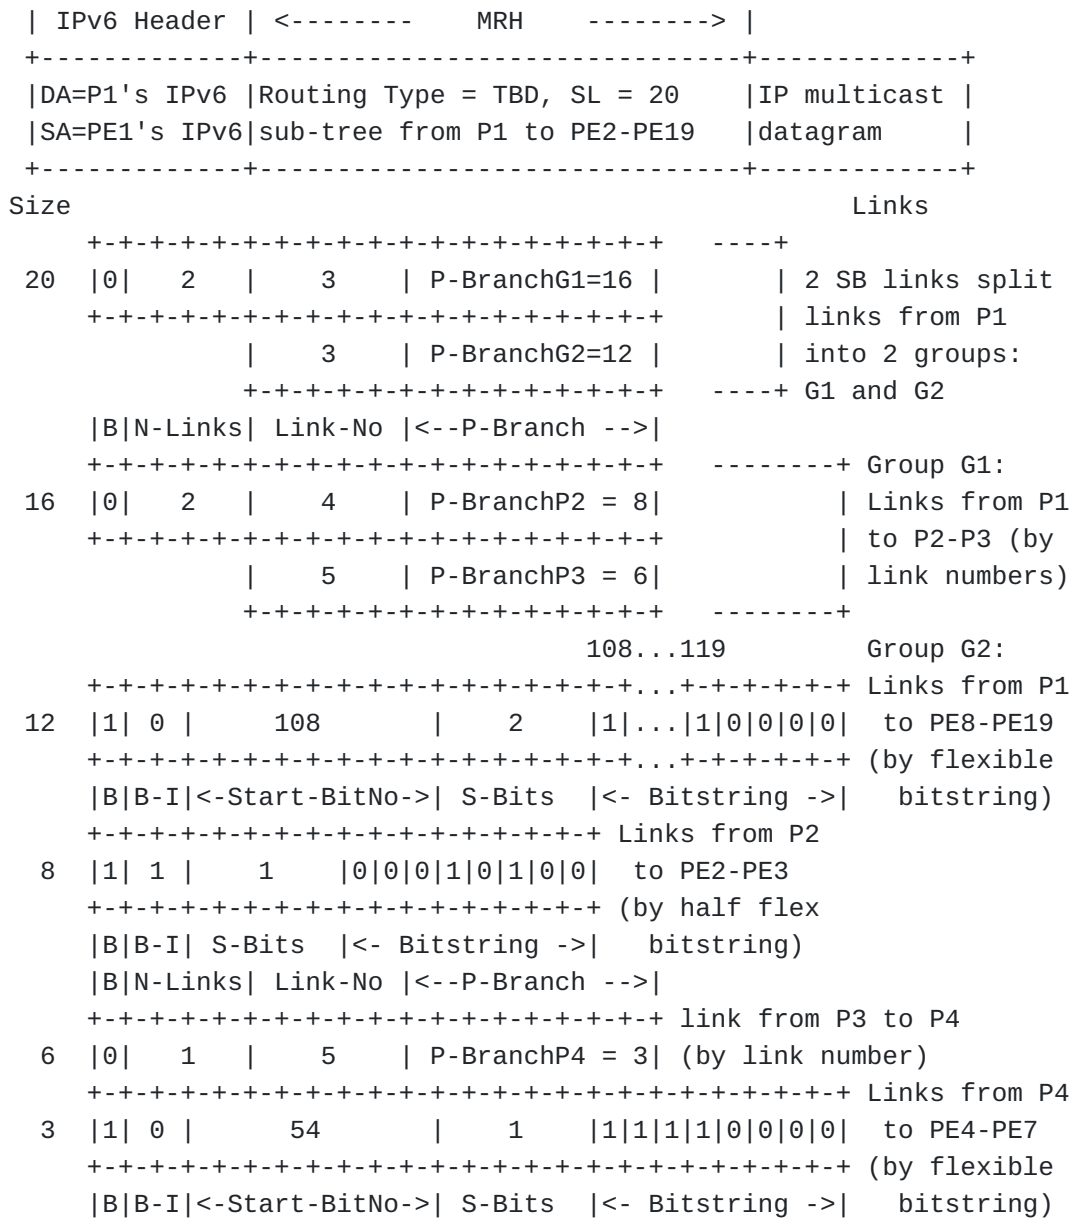 | IPv6 Header | <--------    MRH    --------> |
+-------------+-------------------------------+-------------+
|DA=P1's IPv6 |Routing Type = TBD, SL = 20    |IP multicast |
|SA=PE1's IPv6|sub-tree from P1 to PE2-PE19   |datagram     |
+-------------+-------------------------------+-------------+
Size                                                  Links
     +-+-+-+-+-+-+-+-+-+-+-+-+-+-+-+-+-+-+   ----+
 20  |0|   2   |    3    | P-BranchG1=16 |       | 2 SB links split
     +-+-+-+-+-+-+-+-+-+-+-+-+-+-+-+-+-+-+       | links from P1
               |    3    | P-BranchG2=12 |       | into 2 groups:
               +-+-+-+-+-+-+-+-+-+-+-+-+-+   ----+ G1 and G2
     |B|N-Links| Link-No |<--P-Branch -->|
     +-+-+-+-+-+-+-+-+-+-+-+-+-+-+-+-+-+-+   --------+ Group G1:
 16  |0|   2   |    4    | P-BranchP2 = 8|           | Links from P1
     +-+-+-+-+-+-+-+-+-+-+-+-+-+-+-+-+-+-+           | to P2-P3 (by
               |    5    | P-BranchP3 = 6|           | link numbers)
               +-+-+-+-+-+-+-+-+-+-+-+-+-+   --------+
                                     108...119         Group G2:
     +-+-+-+-+-+-+-+-+-+-+-+-+-+-+-+-+-+...+-+-+-+-+-+ Links from P1
 12  |1| 0 |     108       |    2    |1|...|1|0|0|0|0|  to PE8-PE19
     +-+-+-+-+-+-+-+-+-+-+-+-+-+-+-+-+-+...+-+-+-+-+-+ (by flexible
     |B|B-I|<-Start-BitNo->| S-Bits  |<- Bitstring ->|   bitstring)
     +-+-+-+-+-+-+-+-+-+-+-+-+-+-+-+-+ Links from P2
  8  |1| 1 |    1    |0|0|0|1|0|1|0|0|  to PE2-PE3
     +-+-+-+-+-+-+-+-+-+-+-+-+-+-+-+-+ (by half flex
     |B|B-I| S-Bits  |<- Bitstring ->|   bitstring)
     |B|N-Links| Link-No |<--P-Branch -->|
     +-+-+-+-+-+-+-+-+-+-+-+-+-+-+-+-+-+-+ link from P3 to P4
  6  |0|   1   |    5    | P-BranchP4 = 3| (by link number)
     +-+-+-+-+-+-+-+-+-+-+-+-+-+-+-+-+-+-+-+-+-+-+-+-+ Links from P4
  3  |1| 0 |      54       |    1    |1|1|1|1|0|0|0|0|  to PE4-PE7
     +-+-+-+-+-+-+-+-+-+-+-+-+-+-+-+-+-+-+-+-+-+-+-+-+ (by flexible
     |B|B-I|<-Start-BitNo->| S-Bits  |<- Bitstring ->|   bitstring)